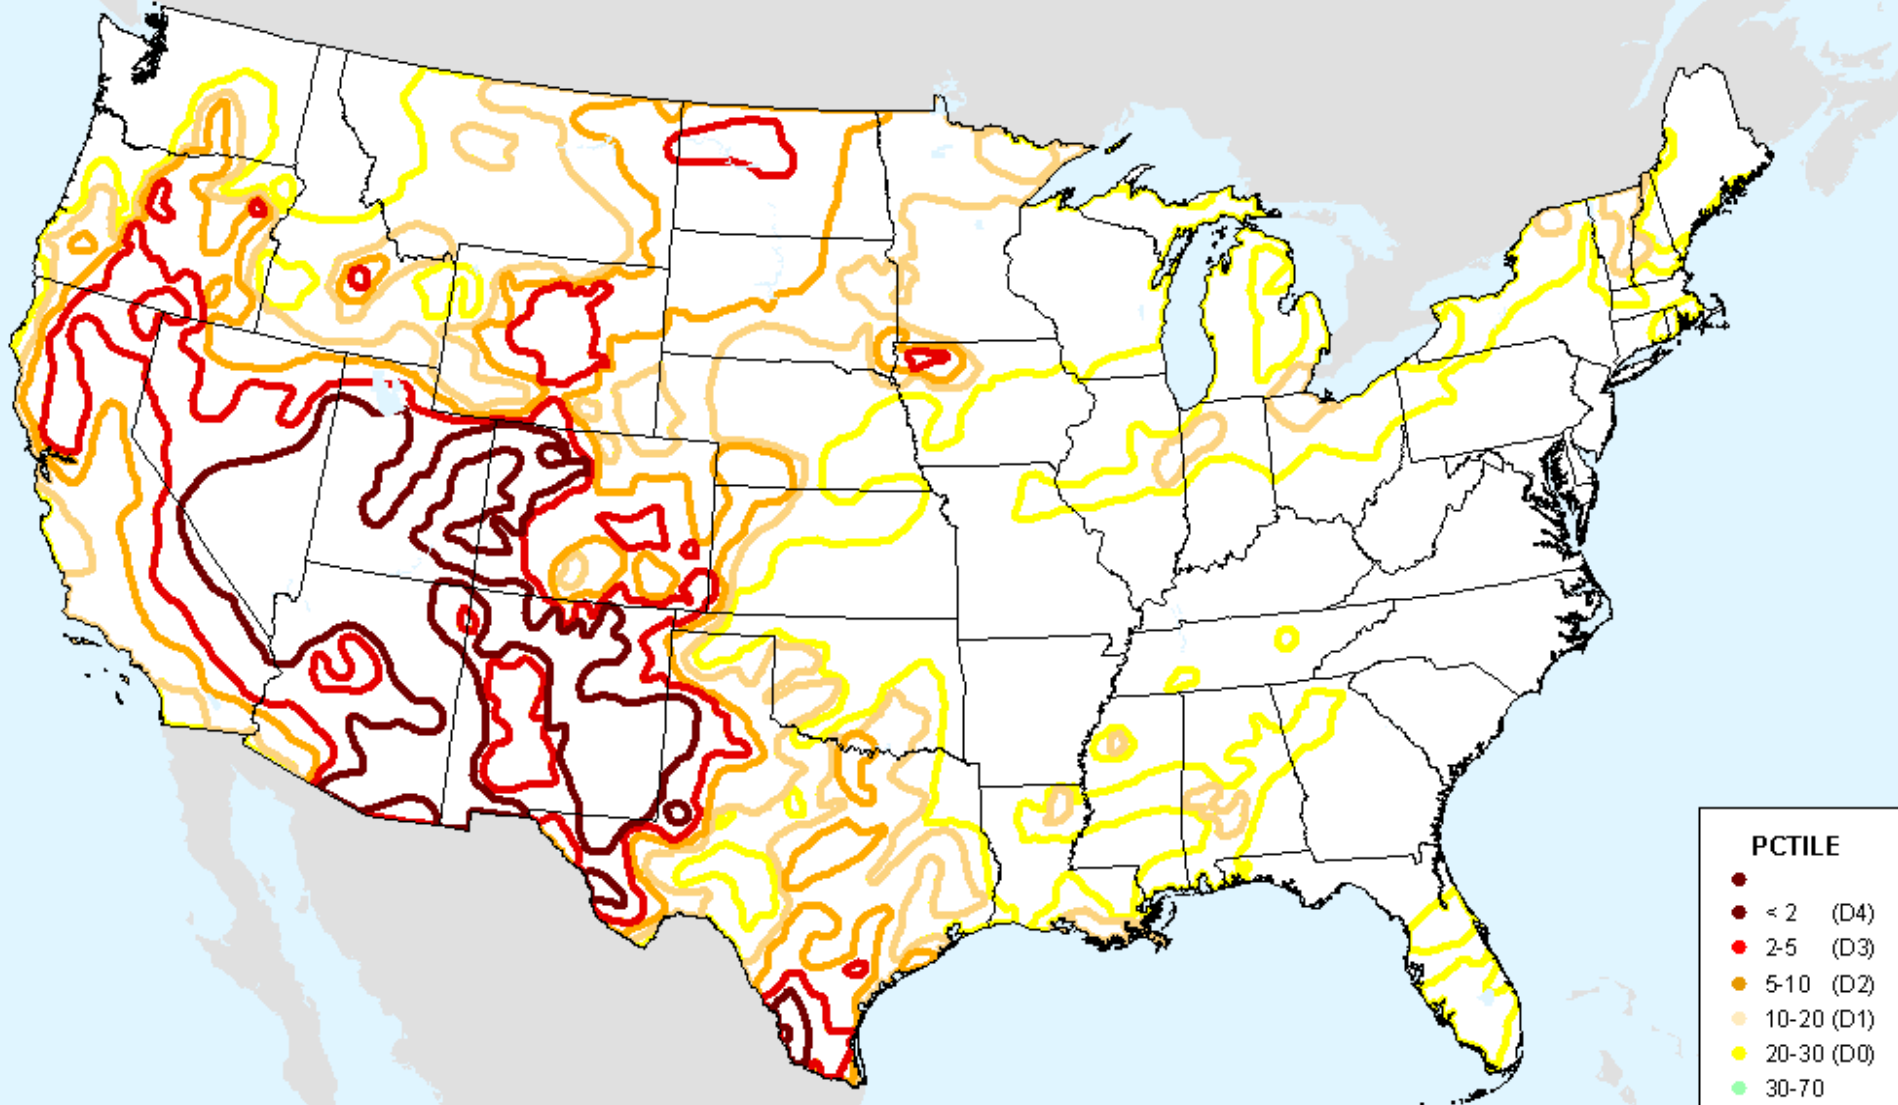 PCTILE
< 2 (D4)
2-5 (D3)
5-10 (D2)
10-20 (D1)
20-30 (D0)
30-70